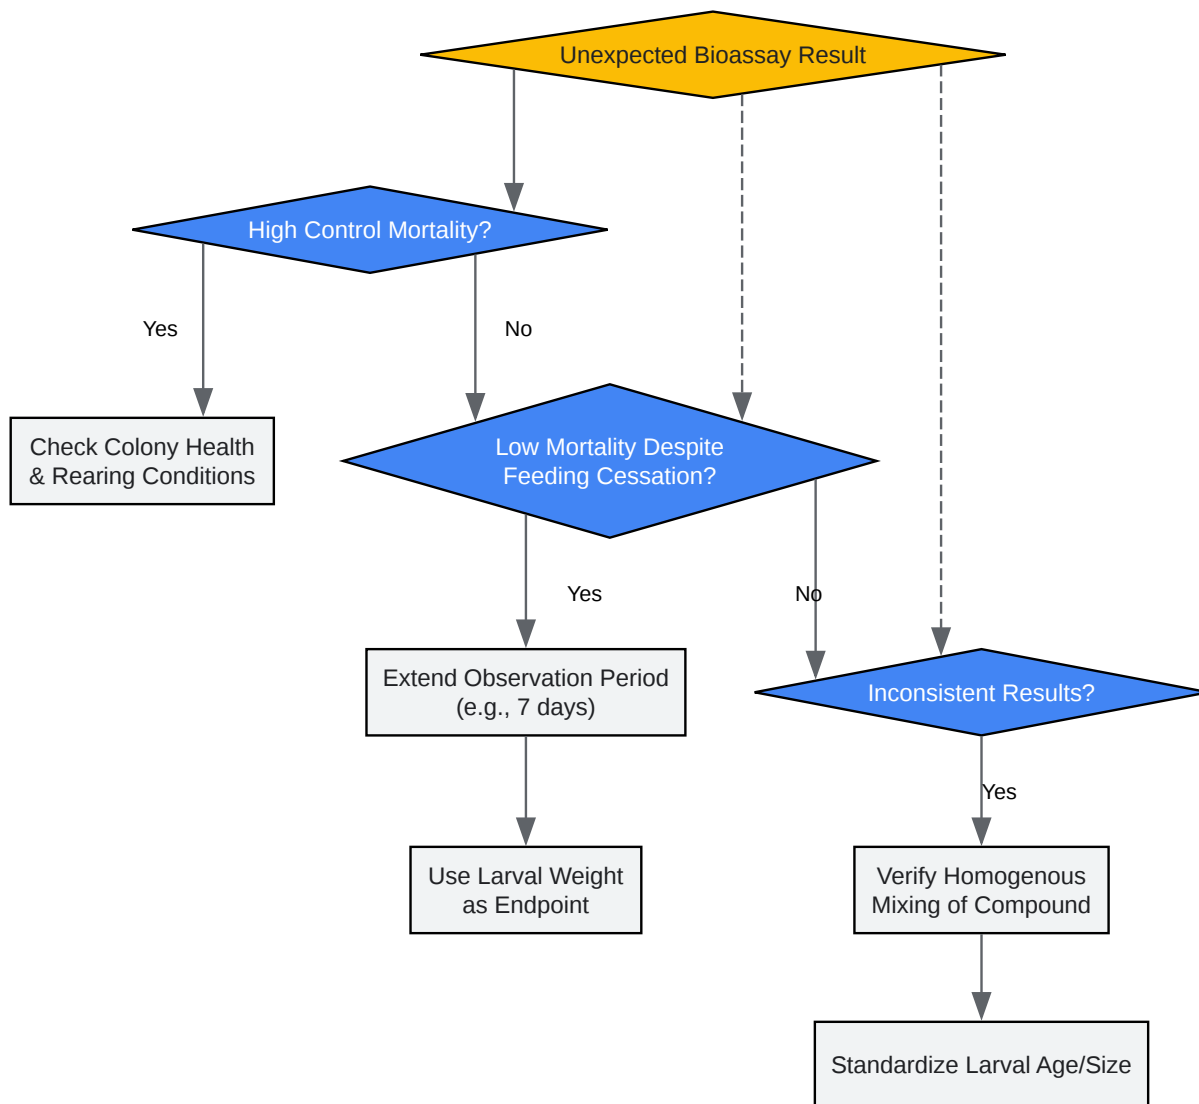 Unexpected Bioassay Result
High Control Mortality?
Yes
No
Check Colony Health
& Rearing Conditions
Low Mortality Despite
Feeding Cessation?
Yes
No
Extend Observation Period
(e.g., 7 days)
Inconsistent Results?
Yes
Use Larval Weight
as Endpoint
Verify Homogenous
Mixing of Compound
Standardize Larval Age/Size